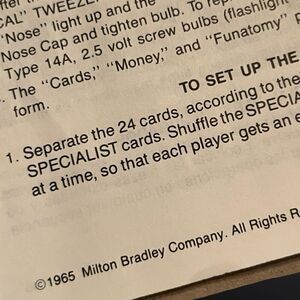 CAL" TWEEZE
"Nose" light up and the
Nose Cap and tighten bulb. To rep
Type 14A, 2.5 volt screw bulbs (flashlight
The "Cards," "Money," and "Funatomy"
form.
TO SET UP THE
1. Separate the 24 cards, according to the
SPECIALIST cards. Shuffle the SPECIA
at a time, so that each player gets an e
©1965 Milton Bradley Company. All Rights R